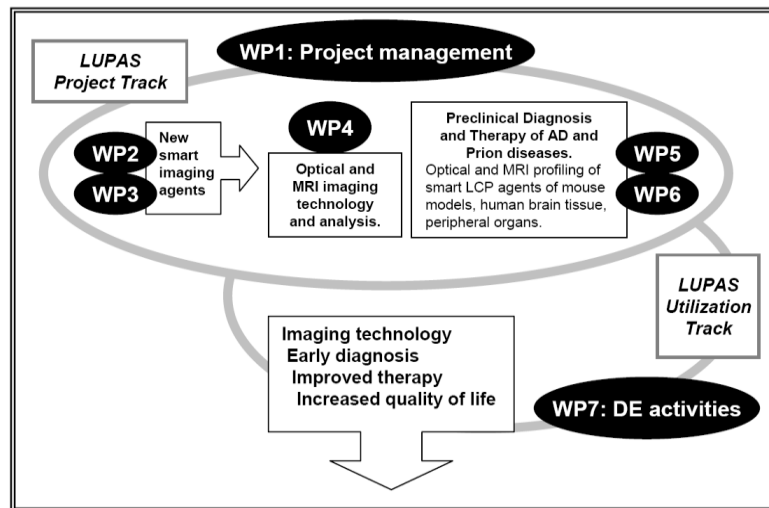 WP1: Project management
LUPAS
Project Track
WP2
WP3
New
smart
imaging
agents
WP4
Optical and
MRI imaging
technology
and analysis.
Preclinical Diagnosis
and Therapy of AD and
Prion diseases.
Optical and MRI profiling of
smart LCP agents of mouse
models, human brain tissue,
peripheral organs.
WP5
WP6
LUPAS
Utilization
Track
Imaging technology
Early diagnosis
Improved therapy
Increased quality of life
WP7: DE activities